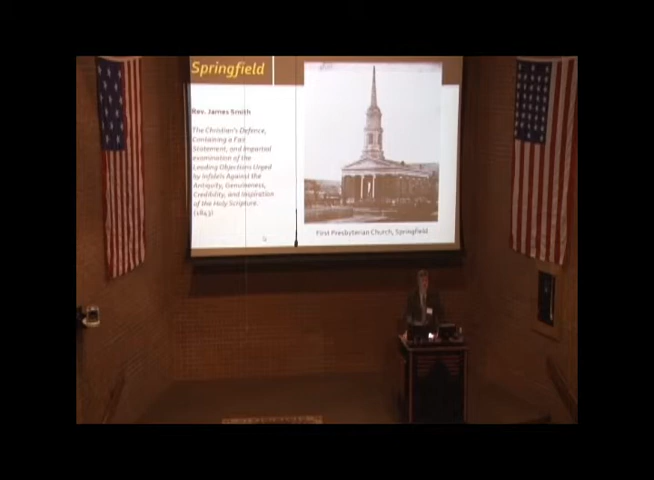 Springfield
Rev. James Smith
The Christian's Defence,
Containing a Fair
Statement, and Impartial
examination of the
Leading Objections Urged
by Infidels Against the
Antiquity, Genuineness,
Credibility, and Inspiration
of the Holy Scripture
(1843)
First Presbyterian Church, Springfield